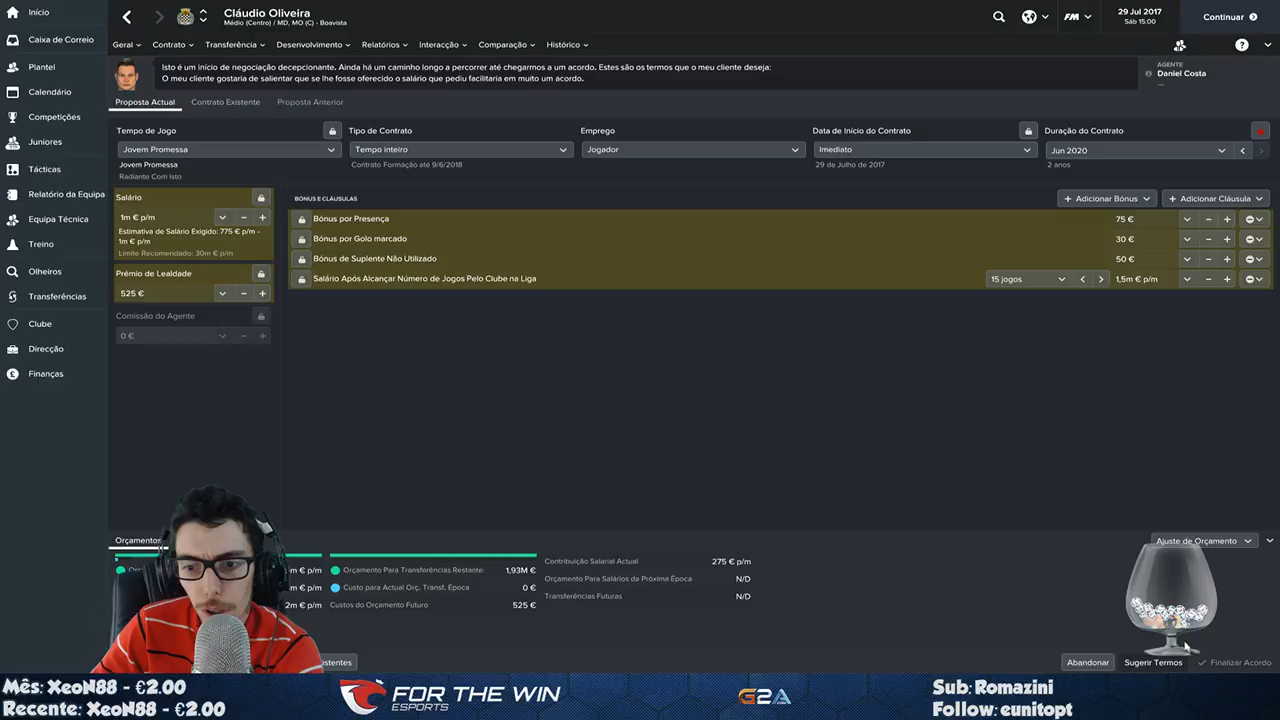 Início
Caixa de Correio
Plantel
Calendário
Competições
Juniores
Tácticas
Relatório da Equipa
Equipa Técnica
Treino
Olheiros
Transferências
Clube
Direcção
Finanças
Cláudio Oliveira
Médio (Centro) / MD, MO (C) - Boavista
FM
29 Jul 2017
Sáb 15:00
Continuar
Geral
Contrato
Transferência
Desenvolvimento
Relatórios
Interacção
Comparação
Histórico
Isto é um início de negociação decepcionante. Ainda há um caminho longo a percorrer até chegarmos a um acordo. Estes são os termos que o meu cliente deseja:
O meu cliente gostaria de salientar que se lhe fosse oferecido o salário que pediu facilitaria em muito um acordo.
AGENTE
Daniel Costa
Proposta Actual
Contrato Existente
Proposta Anterior
Tempo de Jogo
Jovem Promessa
Jovem Promessa
Radiante Com Isto
Tipo de Contrato
Tempo inteiro
Contrato Formação até 9/6/2018
Emprego
Jogador
Data de Início do Contrato
Imediato
29 de Julho de 2017
Duração do Contrato
Jun 2020
2 anos
Salário
1m € p/m
Estimativa de Salário Exigido: 775 € p/m -
1m € p/m
Limite Recomendado: 30m € p/m
Prémio de Lealdade
525 €
Comissão do Agente
0 €
BÓNUS E CLÁUSULAS
+ Adicionar Bónus
+ Adicionar Cláusula
Bónus por Presença 75 €
Bónus por Golo marcado 30 €
Bónus de Suplente Não Utilizado 50 €
Salário Após Alcançar Número de Jogos Pelo Clube na Liga 15 jogos 1,5m € p/m
Orçamentos
Ajuste de Orçamento
m € p/m
m € p/m
2m € p/m
Orçamento Para Transferências Restante: 1,93M €
Custo para Actual Orç. Transf. Época 0 €
Custos do Orçamento Futuro 525 €
Contribuição Salarial Actual 275 € p/m
Orçamento Para Salários da Próxima Época N/D
Transferências Futuras N/D
istentes
Abandonar
Sugerir Termos
Finalizar Acordo
Mês: XeoN88 - €2.00
Recente: XeoN88 - €2.00
FOR THE WIN
ESPORTS
G2A
.COM
Sub: Romazini
Follow: eunitopt